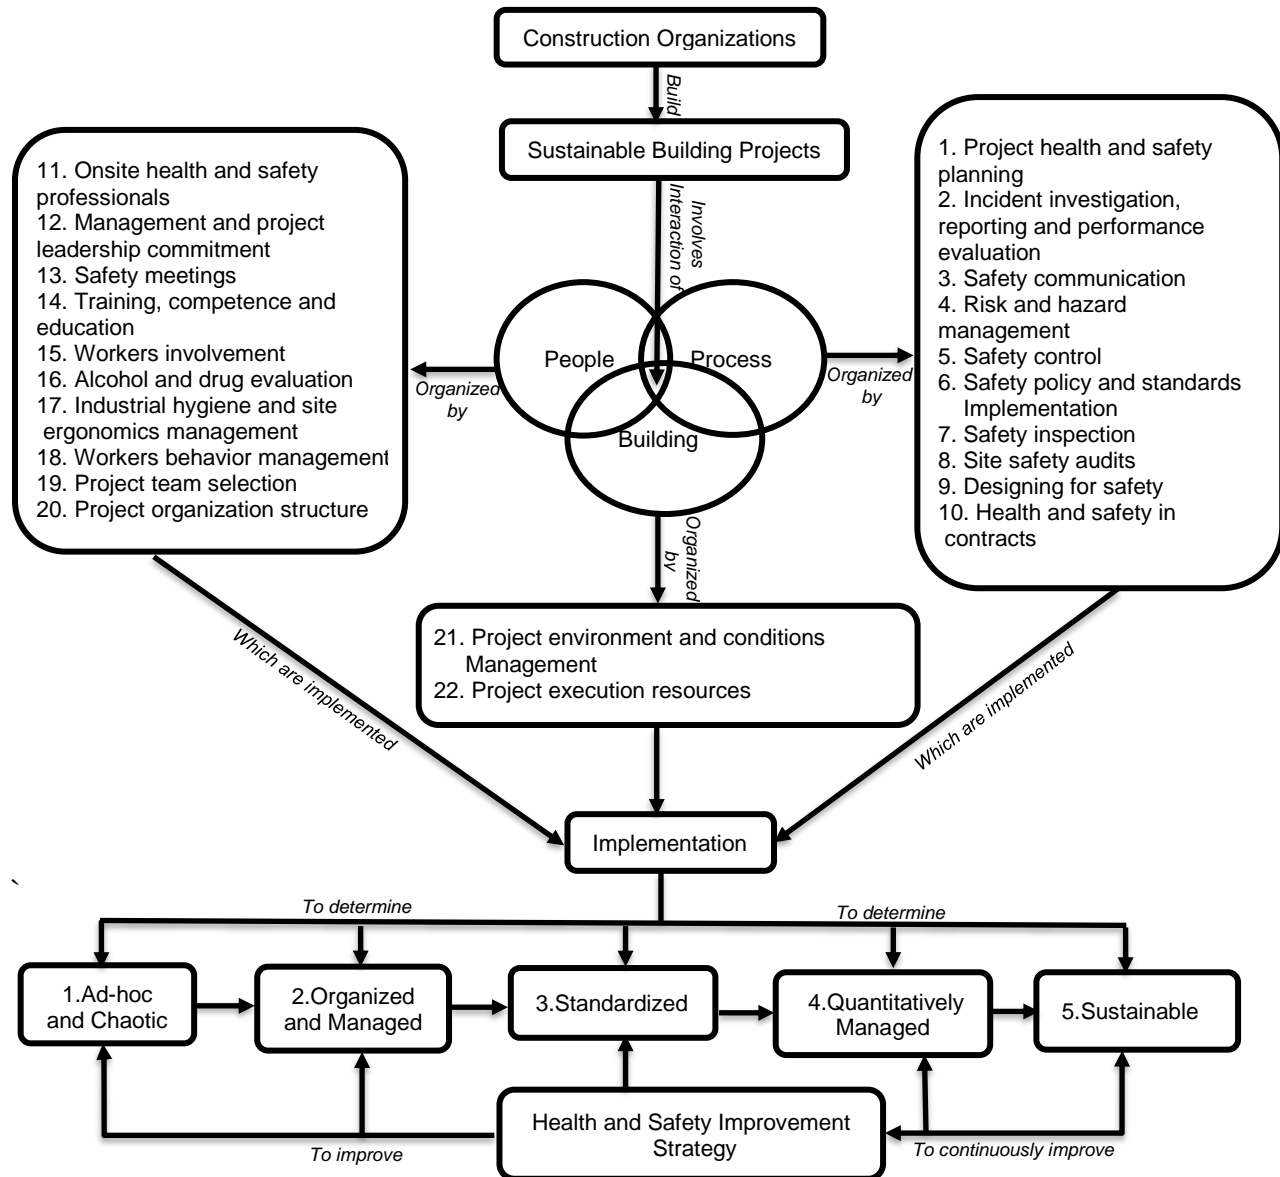 Construction Organizations
Build
Sustainable Building Projects
Involves
Interaction of
11. Onsite health and safety
professionals
12. Management and project
leadership commitment
13. Safety meetings
14. Training, competence and
education
15. Workers involvement
16. Alcohol and drug evaluation
17. Industrial hygiene and site
ergonomics management
18. Workers behavior management
19. Project team selection
20. Project organization structure
Organized
by
People
Process
Building
Organized
by
1. Project health and safety
planning
2. Incident investigation,
reporting and performance
evaluation
3. Safety communication
4. Risk and hazard
management
5. Safety control
6. Safety policy and standards
Implementation
7. Safety inspection
8. Site safety audits
9. Designing for safety
10. Health and safety in
contracts
Organized
by
21. Project environment and conditions
Management
22. Project execution resources
Which are implemented
Which are implemented
Implementation
`
To determine
To determine
1.Ad-hoc
and Chaotic
2.Organized
and Managed
3.Standardized
4.Quantitatively
Managed
5.Sustainable
Health and Safety Improvement
Strategy
To improve
To continuously improve